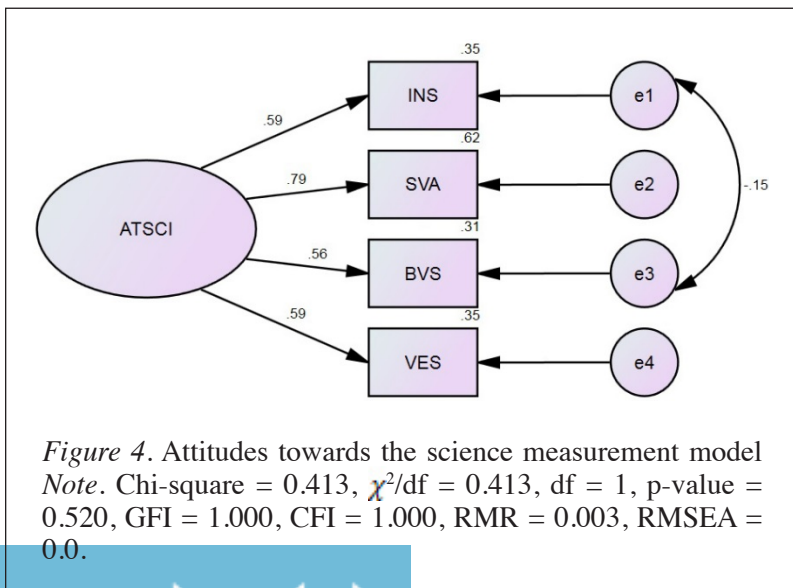 .35
INS
e1
.59
.62
.79
SVA
e2
-.15
ATSCI
.31
.56
BVS
e3
.59
.35
VES
e4
Figure 4. Attitudes towards the science measurement model
Note. Chi-square = 0.413, χ²/df = 0.413, df = 1, p-value =
0.520, GFI = 1.000, CFI = 1.000, RMR = 0.003, RMSEA =
0.0.